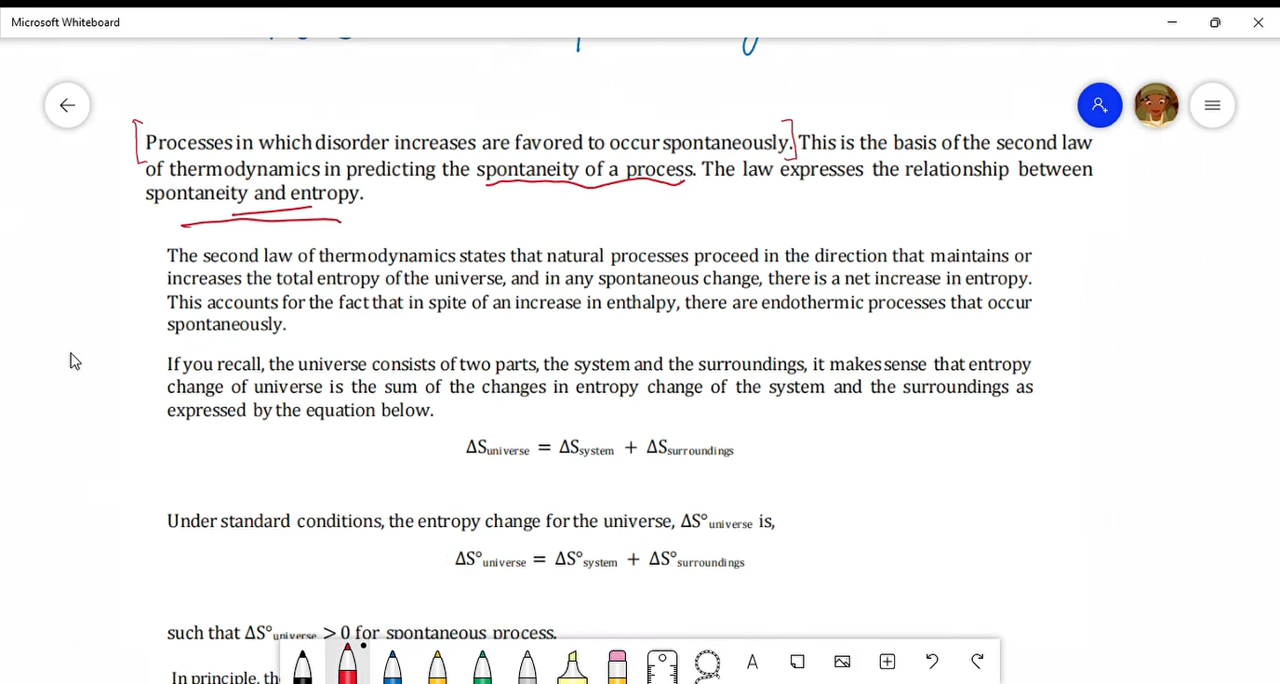 Microsoft Whiteboard
Processes in which disorder increases are favored to occur spontaneously. This is the basis of the second law
of thermodynamics in predicting the spontaneity of a process. The law expresses the relationship between
spontaneity and entropy.
The second law of thermodynamics states that natural processes proceed in the direction that maintains or
increases the total entropy of the universe, and in any spontaneous change, there is a net increase in entropy.
This accounts for the fact that in spite of an increase in enthalpy, there are endothermic processes that occur
spontaneously.
If you recall, the universe consists of two parts, the system and the surroundings, it makes sense that entropy
change of universe is the sum of the changes in entropy change of the system and the surroundings as
expressed by the equation below.
ΔSuniverse = ΔSsystem + ΔSsurroundings
Under standard conditions, the entropy change for the universe, ΔS°universe is,
ΔS°universe = ΔS°system + ΔS°surroundings
such that ΔS°universe > 0 for spontaneous process.
In principle, th
A